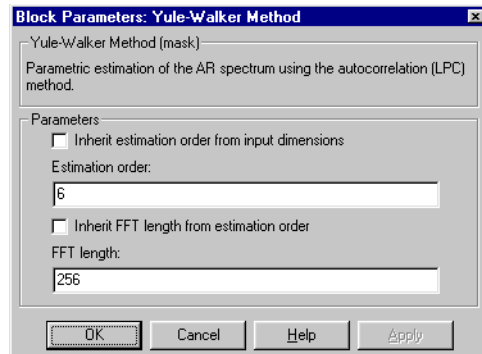 Block Parameters: Yule-Walker Method
Yule-Walker Method (mask)
Parametric estimation of the AR spectrum using the autocorrelation (LPC)
method.
Parameters
Inherit estimation order from input dimensions
Estimation order:
6
Inherit FFT length from estimation order
FFT length:
256
OK
Cancel
Help
Apply